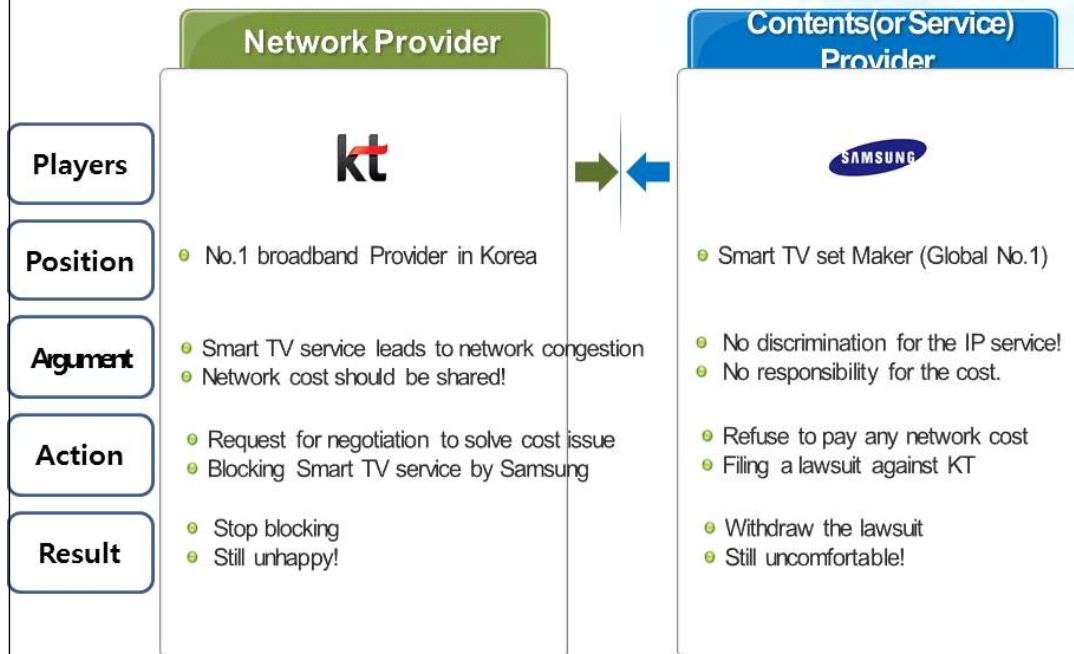 Network Provider
Contents(or Service)
Provider
Players
kt
SAMSUNG
Position
No.1 broadband Provider in Korea
Smart TV set Maker (Global No.1)
Argument
Smart TV service leads to network congestion
Network cost should be shared!
No discrimination for the IP service!
No responsibility for the cost.
Action
Request for negotiation to solve cost issue
Blocking Smart TV service by Samsung
Refuse to pay any network cost
Filing a lawsuit against KT
Result
Stop blocking
Still unhappy!
Withdraw the lawsuit
Still uncomfortable!